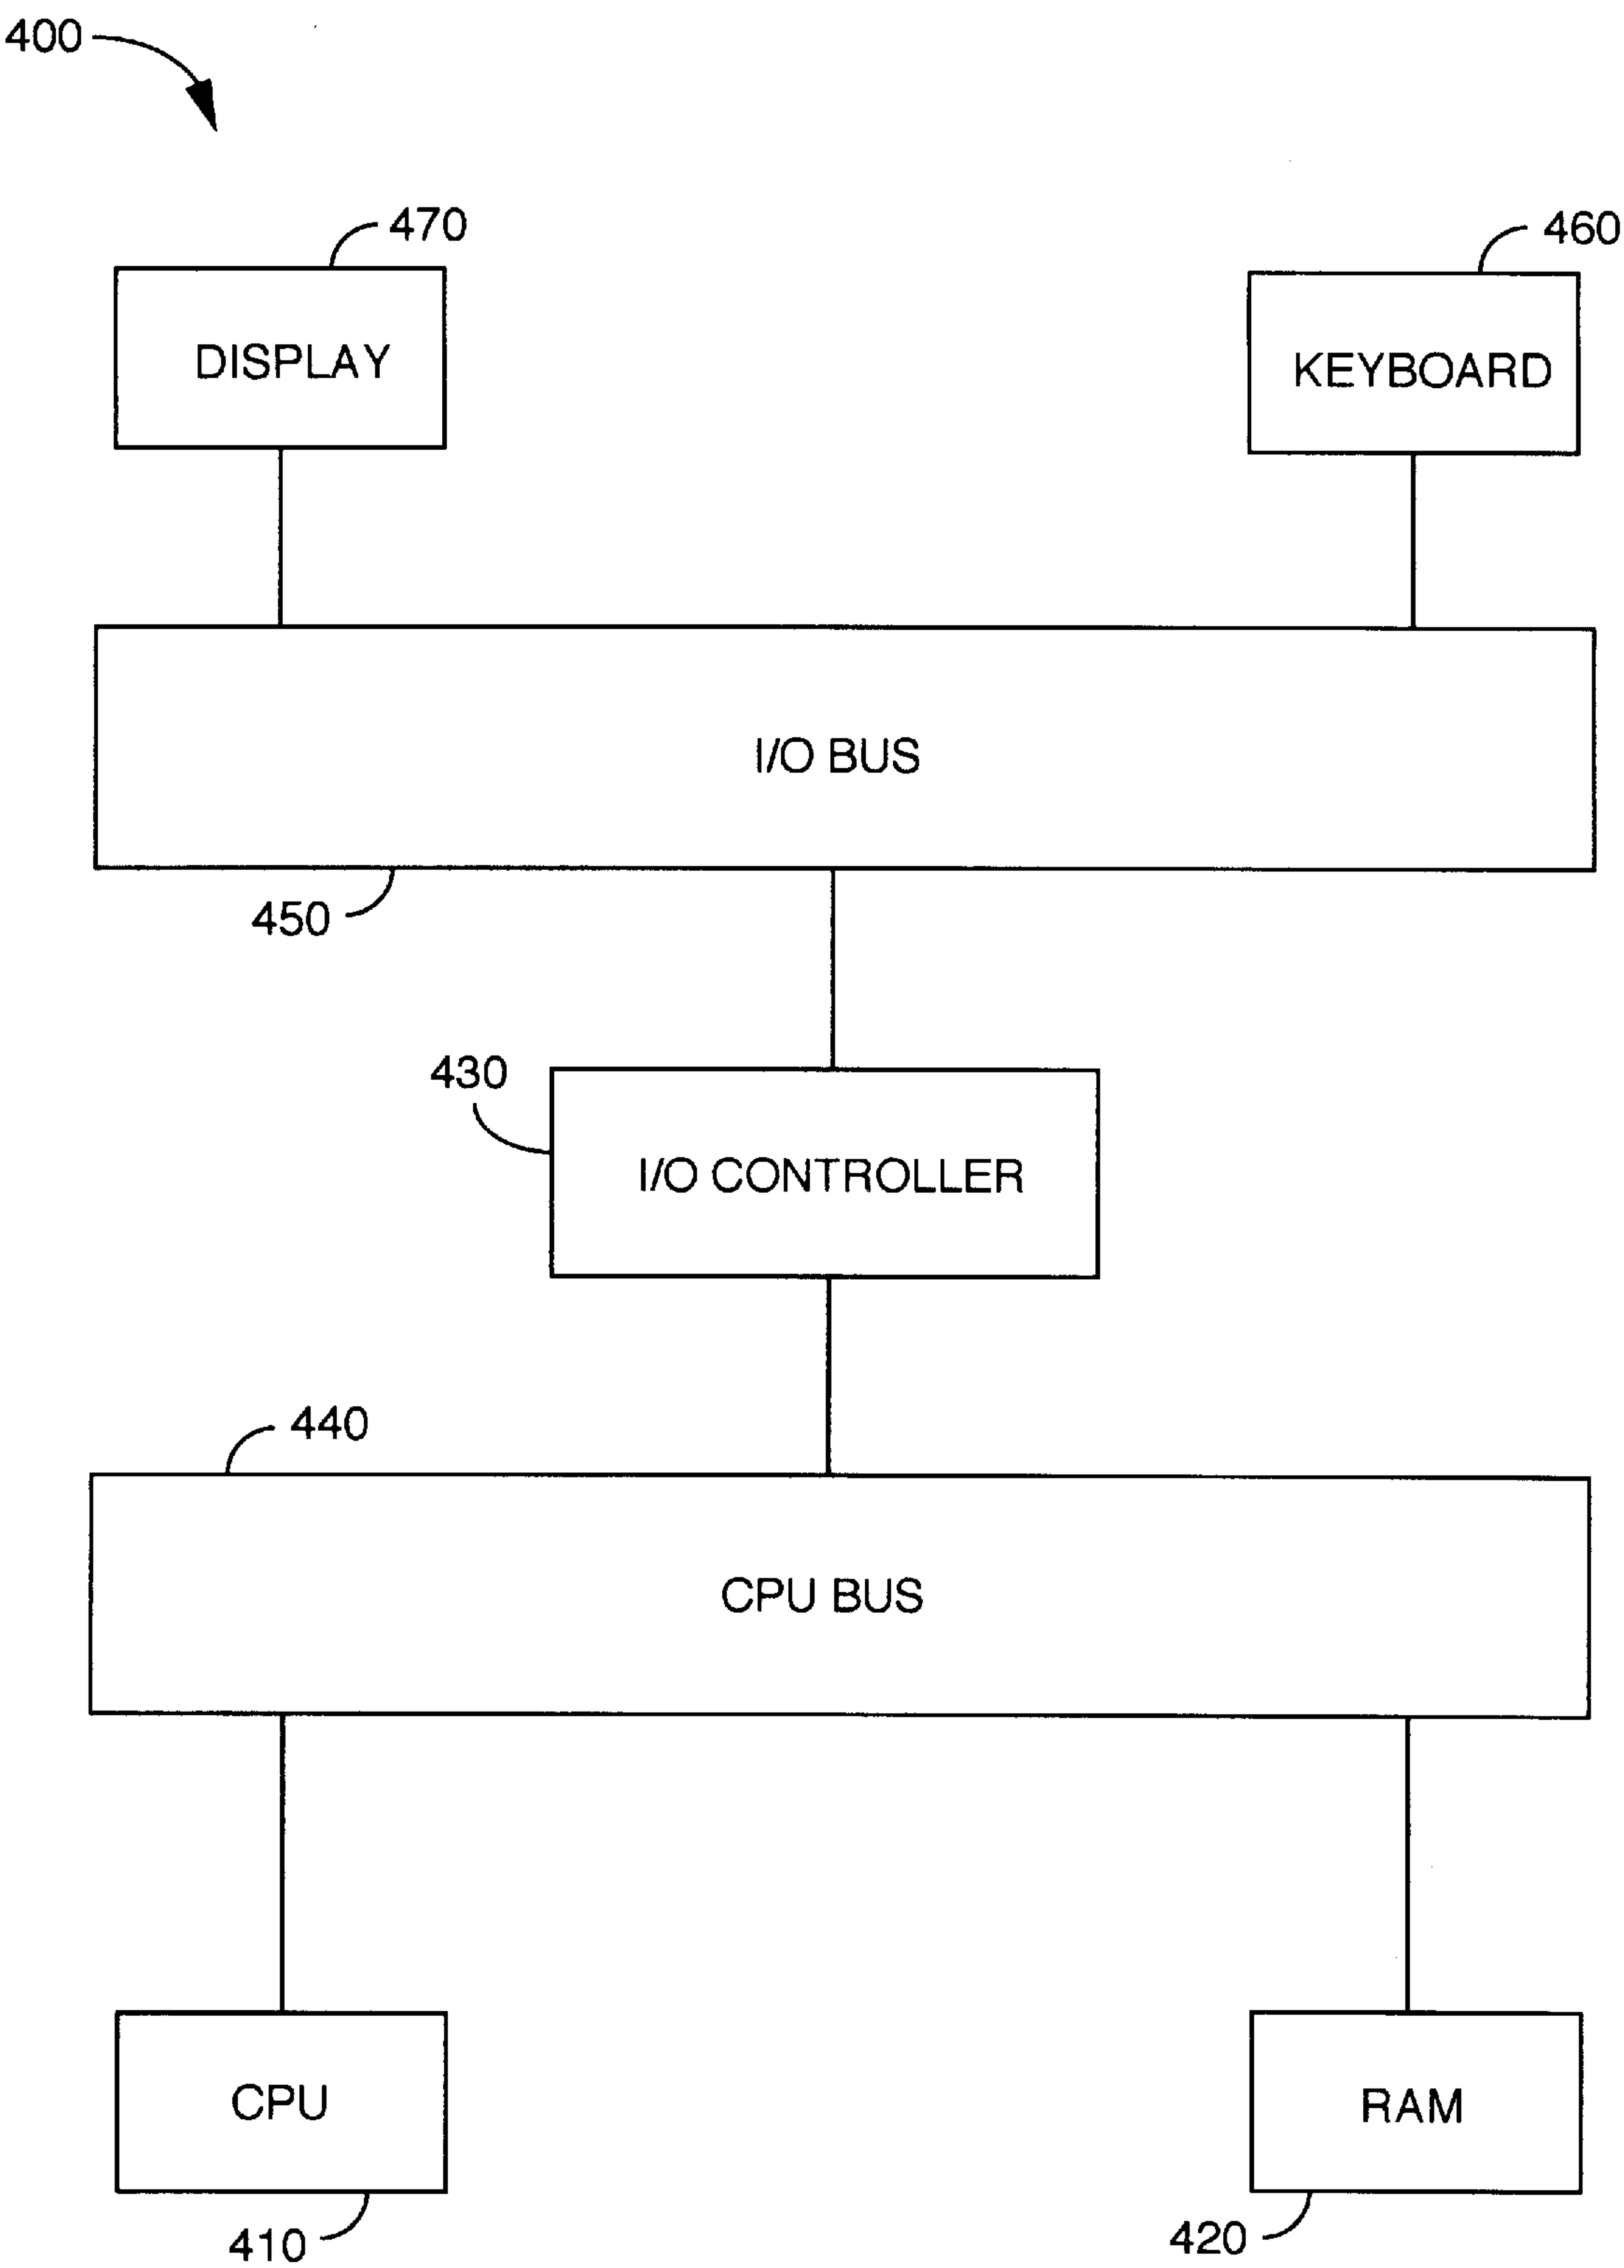 400
470
460
DISPLAY
KEYBOARD
I/O BUS
450
430
I/O CONTROLLER
440
CPU BUS
CPU
RAM
410
420